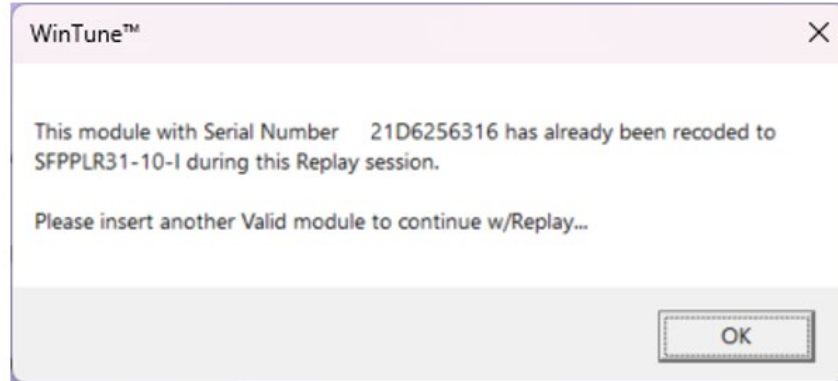 WinTune™
This module with Serial Number 21D6256316 has already been recoded to
SFPPLR31-10-I during this Replay session.
Please insert another Valid module to continue w/Replay...
OK